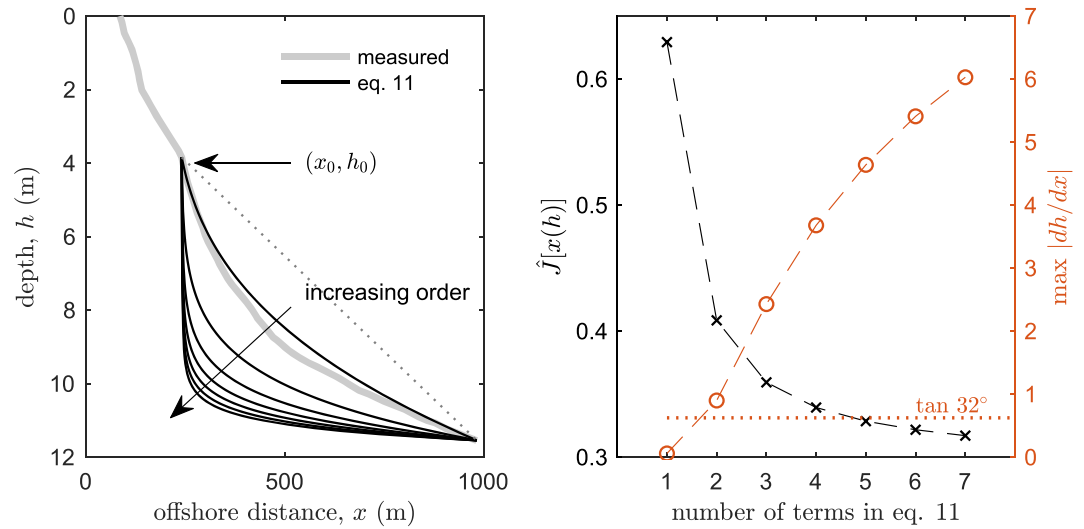 0
2
4
6
8
10
12
depth, h (m)
measured
eq. 11
(x₀, h₀)
increasing order
0
500
1000
offshore distance, x (m)
0.6
0.5
0.4
0.3
Ĵ[x(h)]
7
6
5
4
3
2
1
0
max |dh/dx|
tan 32°
1 2 3 4 5 6 7
number of terms in eq. 11